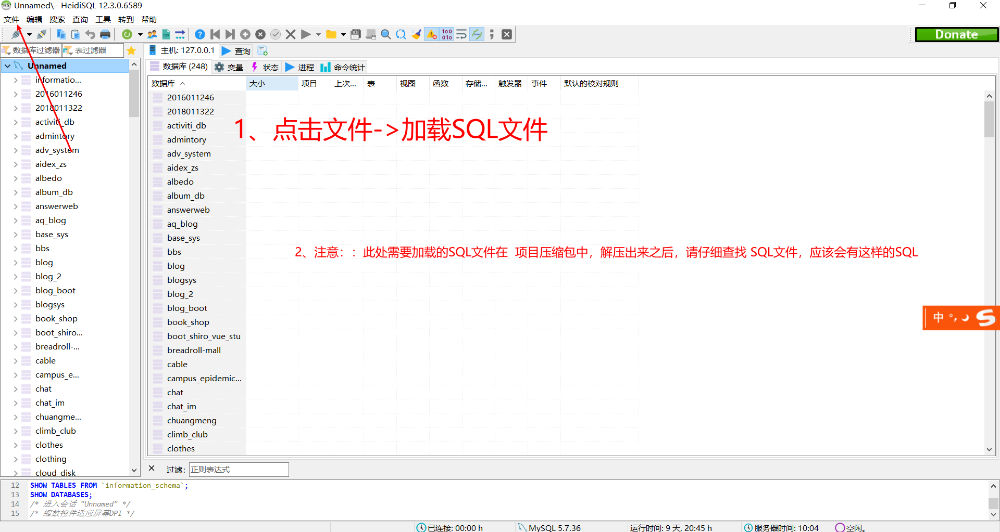 Unnamed\ - HeidiSQL 12.3.0.6589
文件 编辑 搜索 查询 工具 转到 帮助
Donate
数据库过滤器 表过滤器 主机: 127.0.0.1 查询
Unnamed
informatio...
2016011246
2018011322
activiti_db
admintory
adv_system
aidex_zs
albedo
album_db
answerweb
aq_blog
base_sys
bbs
blog
blog_2
blog_boot
blogsys
book_shop
boot_shiro...
breadroll-...
cable
campus_e...
chat
chat_im
chuangme...
climb_club
clothes
clothing
cloud_disk
数据库 (248) 变量 状态 进程 命令统计
数据库 大小 项目 上次... 表 视图 函数 存储... 触发器 事件 默认的校对规则
2016011246
2018011322
activiti_db
admintory
adv_system
aidex_zs
albedo
album_db
answerweb
aq_blog
base_sys
bbs
blog
blogsys
blog_2
blog_boot
book_shop
boot_shiro_vue_stu
breadroll-mall
cable
campus_epidemic...
chat
chat_im
chuangmeng
climb_club
clothes
1、点击文件->加载SQL文件
2、注意：：此处需要加载的SQL文件在 项目压缩包中，解压出来之后，请仔细查找 SQL文件，应该会有这样的SQL
中 °, S
过滤: 正则表达式
12 SHOW TABLES FROM `information_schema`;
13 SHOW DATABASES;
14 /* 进入会话 "Unnamed" */
15 /* 缩放控件适应屏幕DPI */
已连接: 00:00 h MySQL 5.7.36 运行时间: 9 天, 20:45 h 服务器时间: 10:04 空闲。